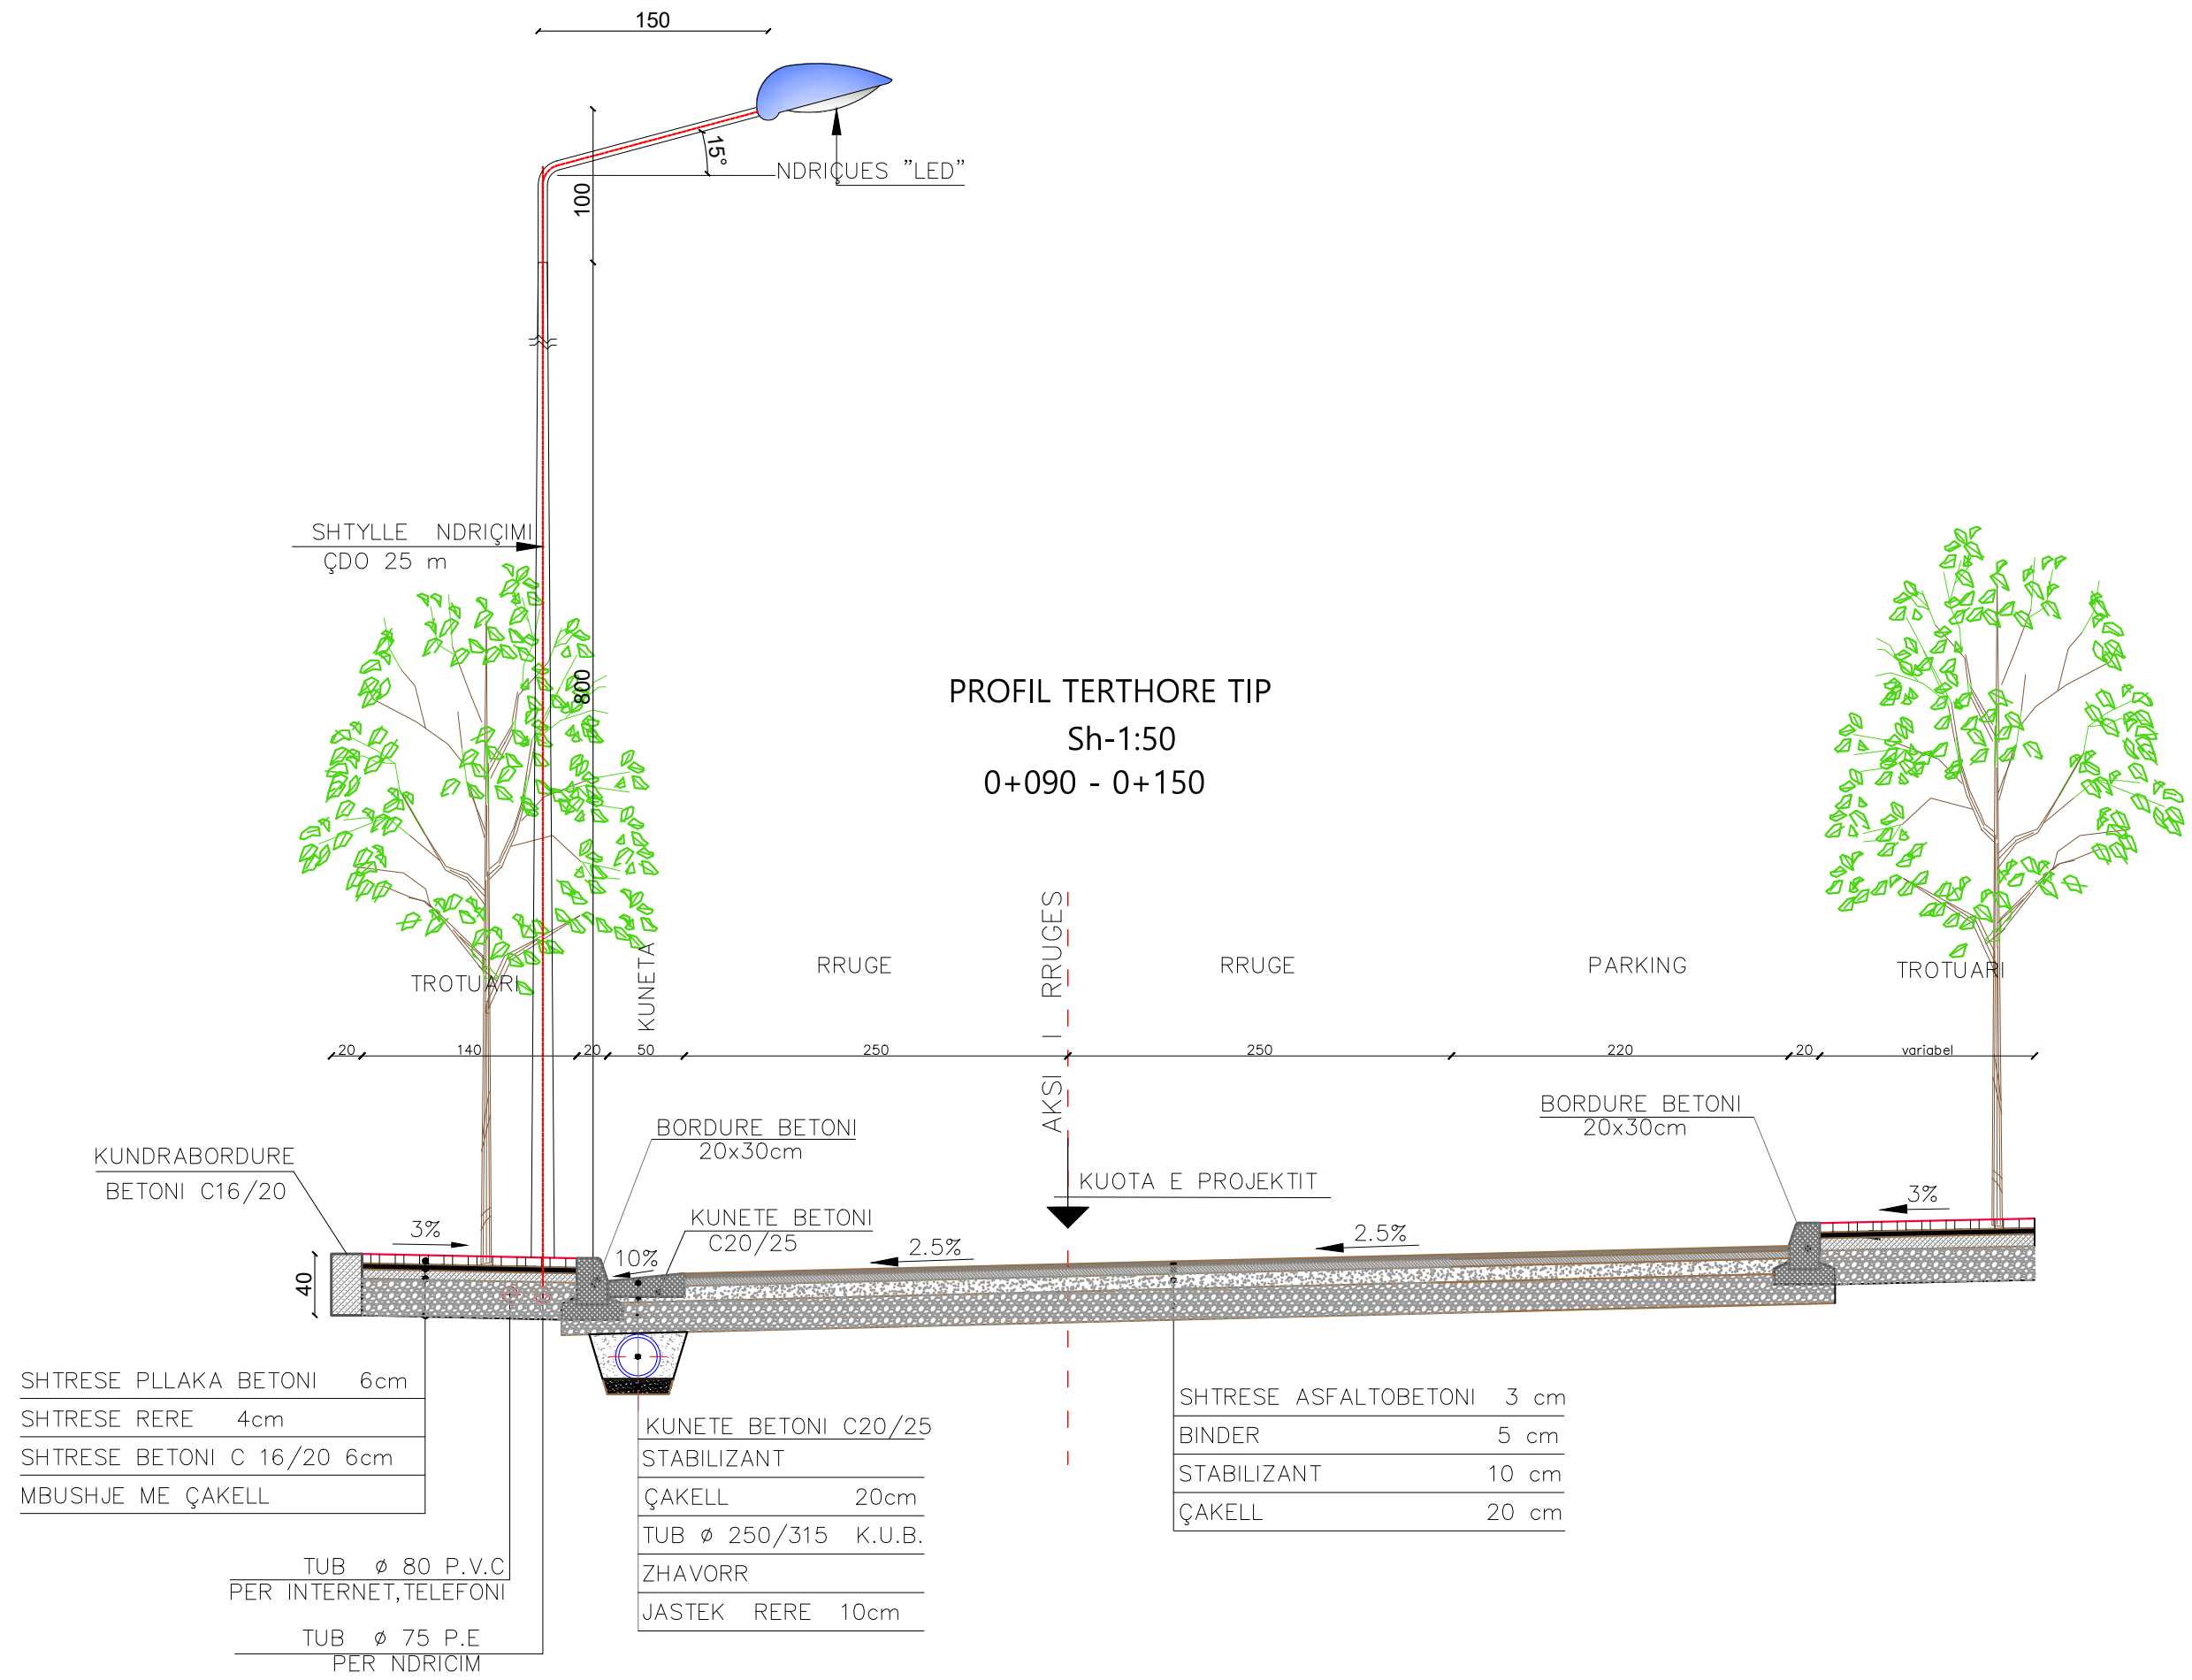 150
15°
NDRIÇUES "LED"
100
SHTYLLE NDRIÇIMI
ÇDO 25 m
800
PROFIL TERTHORE TIP
Sh-1:50
0+090 - 0+150
TROTUARI
KUNETA
RRUGE
AKSI I RRUGES
RRUGE
PARKING
TROTUARI
20 140 20 50 250 250 220 20 variabel
KUNDRABORDURE
BETONI C16/20
BORDURE BETONI
20x30cm
BORDURE BETONI
20x30cm
KUOTA E PROJEKTIT
KUNETE BETONI
C20/25
3%
10%
2.5%
2.5%
3%
40
SHTRESE PLLAKA BETONI 6cm
SHTRESE RERE 4cm
SHTRESE BETONI C 16/20 6cm
MBUSHJE ME ÇAKELL
TUB ø 80 P.V.C
PER INTERNET,TELEFONI
TUB ø 75 P.E
PER NDRICIM
KUNETE BETONI C20/25
STABILIZANT
ÇAKELL 20cm
TUB ø 250/315 K.U.B.
ZHAVORR
JASTEK RERE 10cm
SHTRESE ASFALTOBETONI 3 cm
BINDER 5 cm
STABILIZANT 10 cm
ÇAKELL 20 cm